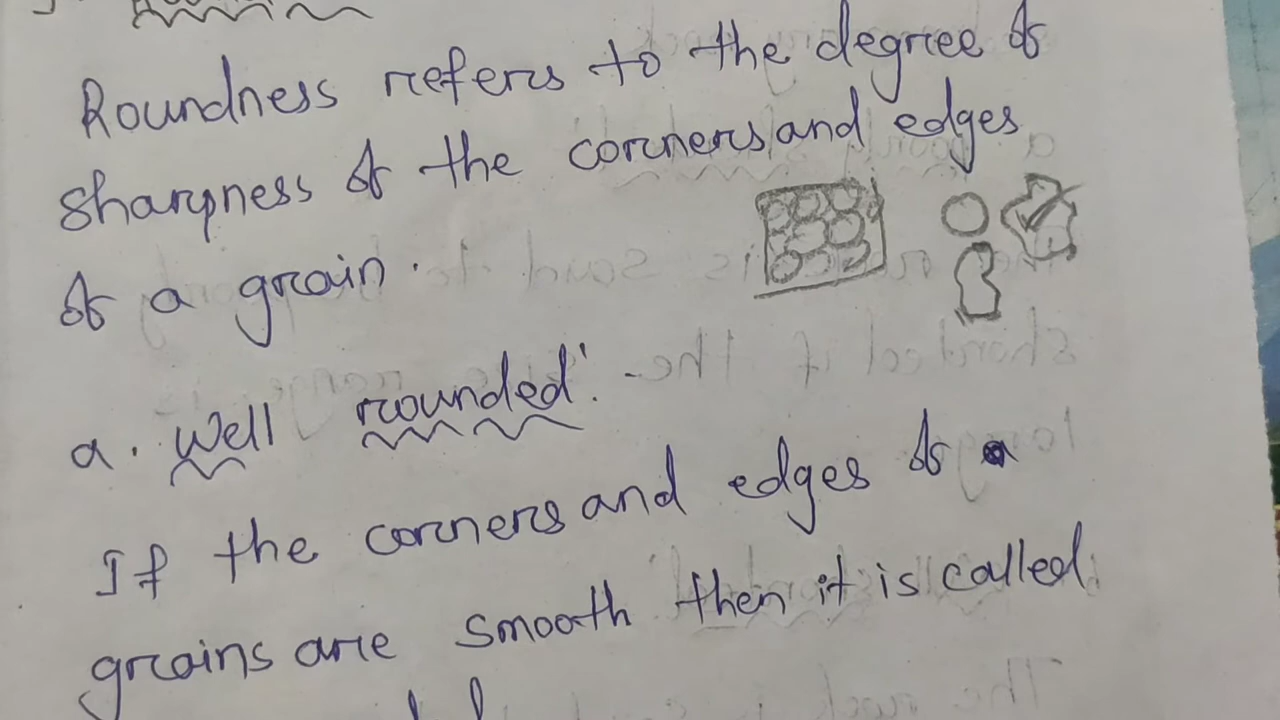 Roundness refers to the degree of
sharpness of the corners and edges
of a grain.
a. Well rounded:
If the corners and edges of a
grains are smooth then it is called